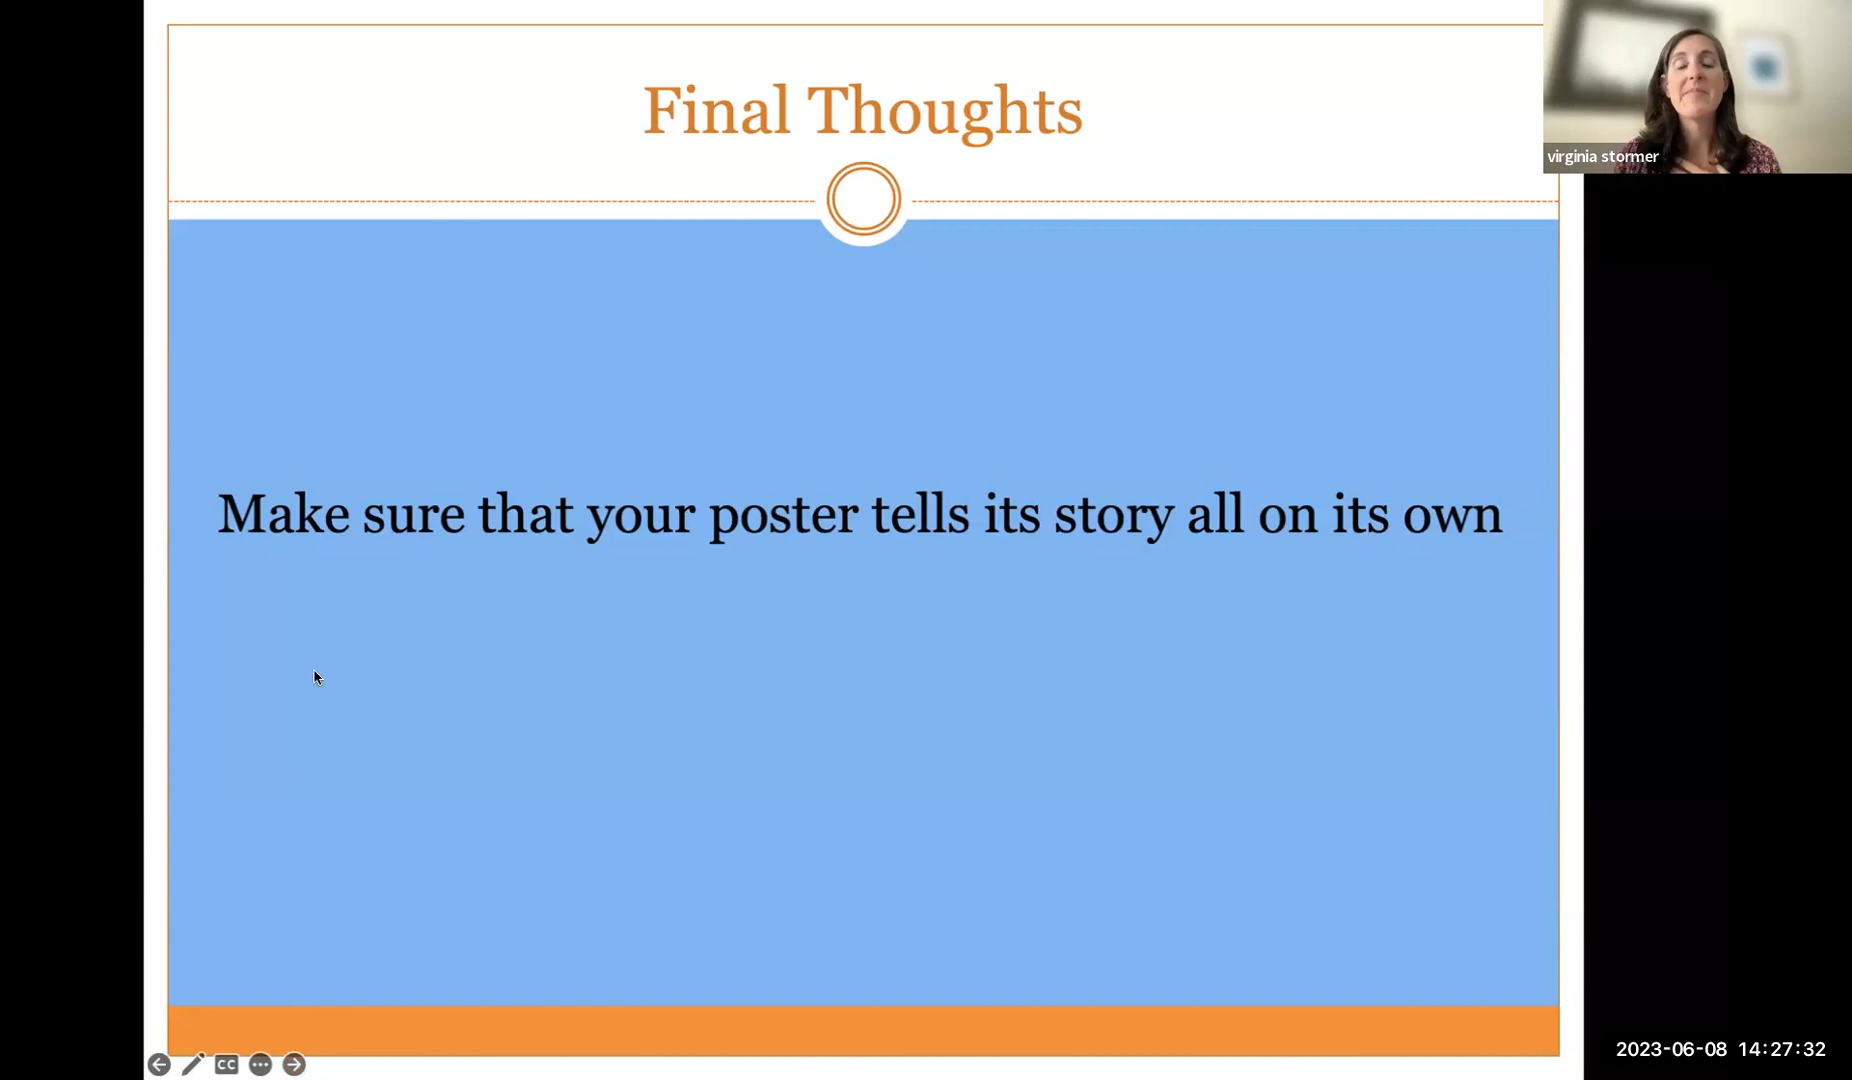 Final Thoughts
virginia stormer
Make sure that your poster tells its story all on its own
CC
2023-06-08 14:27:32